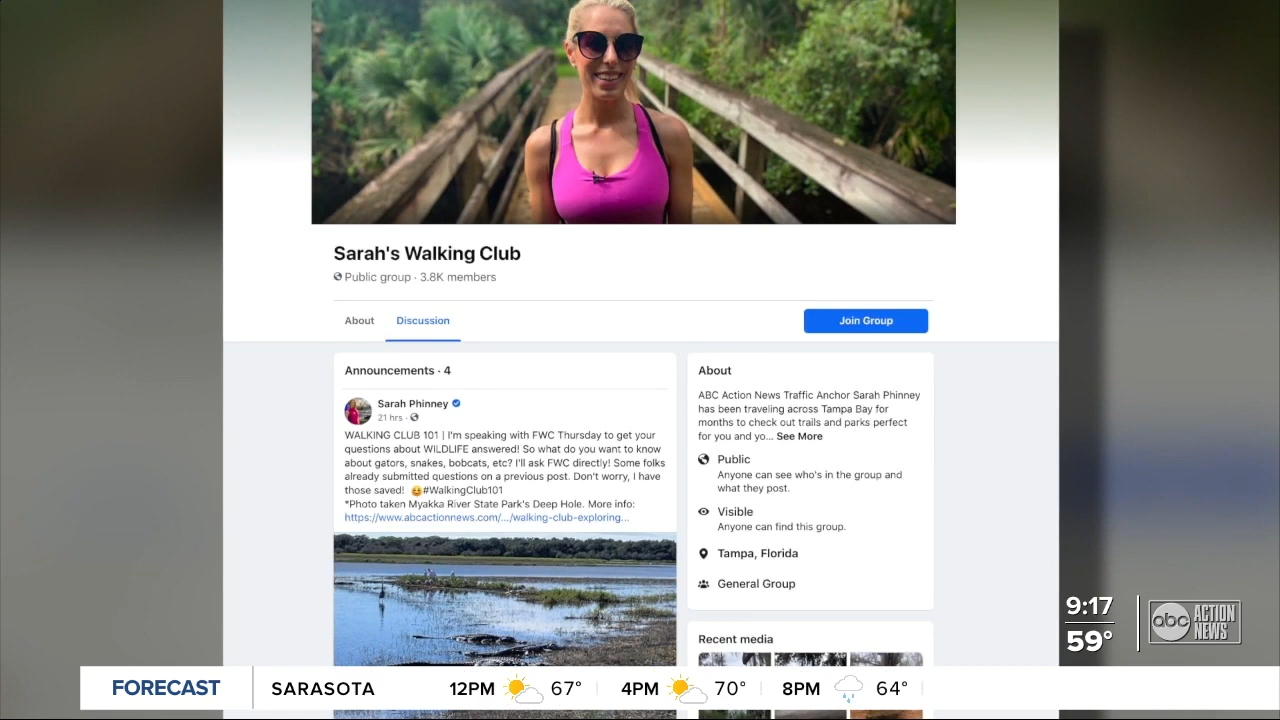 Sarah's Walking Club
Public group · 3.8K members
About
Discussion
Join Group
Announcements · 4
Sarah Phinney
21 hrs ·
WALKING CLUB 101 | I'm speaking with FWC Thursday to get your
questions about WILDLIFE answered! So what do you want to know
about gators, snakes, bobcats, etc? I'll ask FWC directly! Some folks
already submitted questions on a previous post. Don't worry, I have
those saved! 😆#WalkingClub101
*Photo taken Myakka River State Park's Deep Hole. More info:
https://www.abcactionnews.com/.../walking-club-exploring...
About
ABC Action News Traffic Anchor Sarah Phinney
has been traveling across Tampa Bay for
months to check out trails and parks perfect
for you and yo... See More
Public
Anyone can see who's in the group and
what they post.
Visible
Anyone can find this group.
Tampa, Florida
General Group
Recent media
9:17
59°
abc ACTION NEWS
FORECAST
SARASOTA
12PM 67°
4PM 70°
8PM 64°